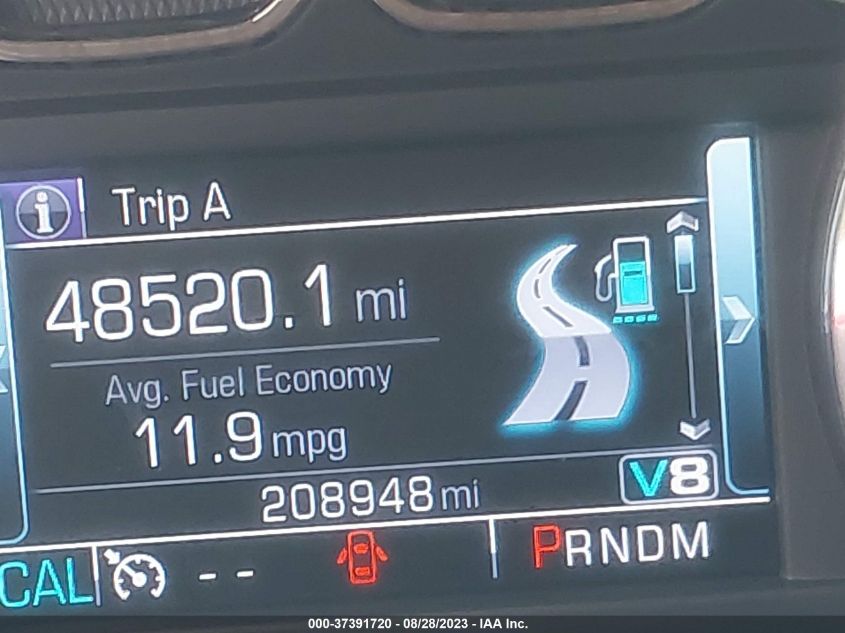 i Trip A
48520.1 mi
Avg. Fuel Economy
11.9 mpg
208948 mi V8
CAL -- PRNDM
000-37391720 - 08/28/2023 - IAA Inc.